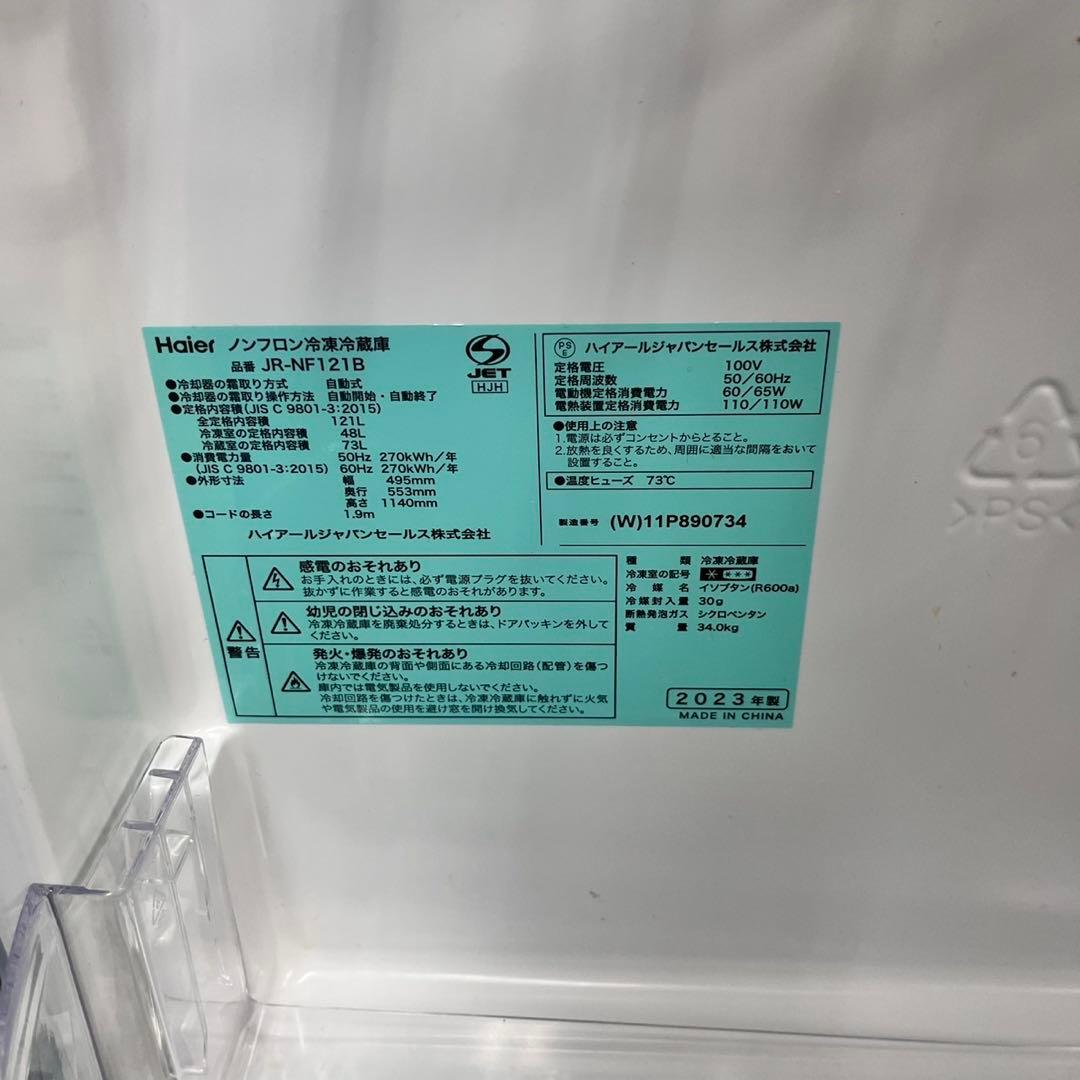 Haier ノンフロン冷凍冷蔵庫
品番 JR-NF121B
JET
HJH
●冷却器の霜取り方式 自動式
●冷却器の霜取り操作方法 自動開始・自動終了
●定格内容積(JIS C 9801-3:2015)
全定格内容積 121L
冷凍室の定格内容積 48L
冷蔵室の定格内容積 73L
●消費電力量 50Hz 270kWh/年
(JIS C 9801-3:2015) 60Hz 270kWh/年
●外形寸法 幅 495mm
奥行 553mm
高さ 1140mm
●コードの長さ 1.9m
ハイアールジャパンセールス株式会社
PS
E
ハイアールジャパンセールス株式会社
定格電圧 100V
定格周波数 50/60Hz
電動機定格消費電力 60/65W
電熱装置定格消費電力 110/110W
●使用上の注意
1.電源は必ずコンセントからとること。
2.放熱を良くするため、周囲に適当な間隔をおいて
設置すること。
●温度ヒューズ 73℃
製造番号 (W)11P890734
警告
感電のおそれあり
お手入れのときには、必ず電源プラグを抜いてください。
抜かずに作業すると感電のおそれがあります。
幼児の閉じ込みのおそれあり
冷凍冷蔵庫を廃棄処分するときは、ドアパッキンを外して
ください。
発火・爆発のおそれあり
冷凍冷蔵庫の背面や側面にある冷却回路(配管)を傷つ
けないでください。
庫内では電気製品を使用しないでください。
冷却回路を傷つけたときは、冷凍冷蔵庫に触れずに火気
や電気製品の使用を避け窓を開け換気してください。
種類 冷凍冷蔵庫
冷凍室の記号 * ***
冷媒名 イソブタン(R600a)
冷媒封入量 30g
断熱発泡ガス シクロペンタン
質量 34.0kg
2023年製
MADE IN CHINA
6
>PS<